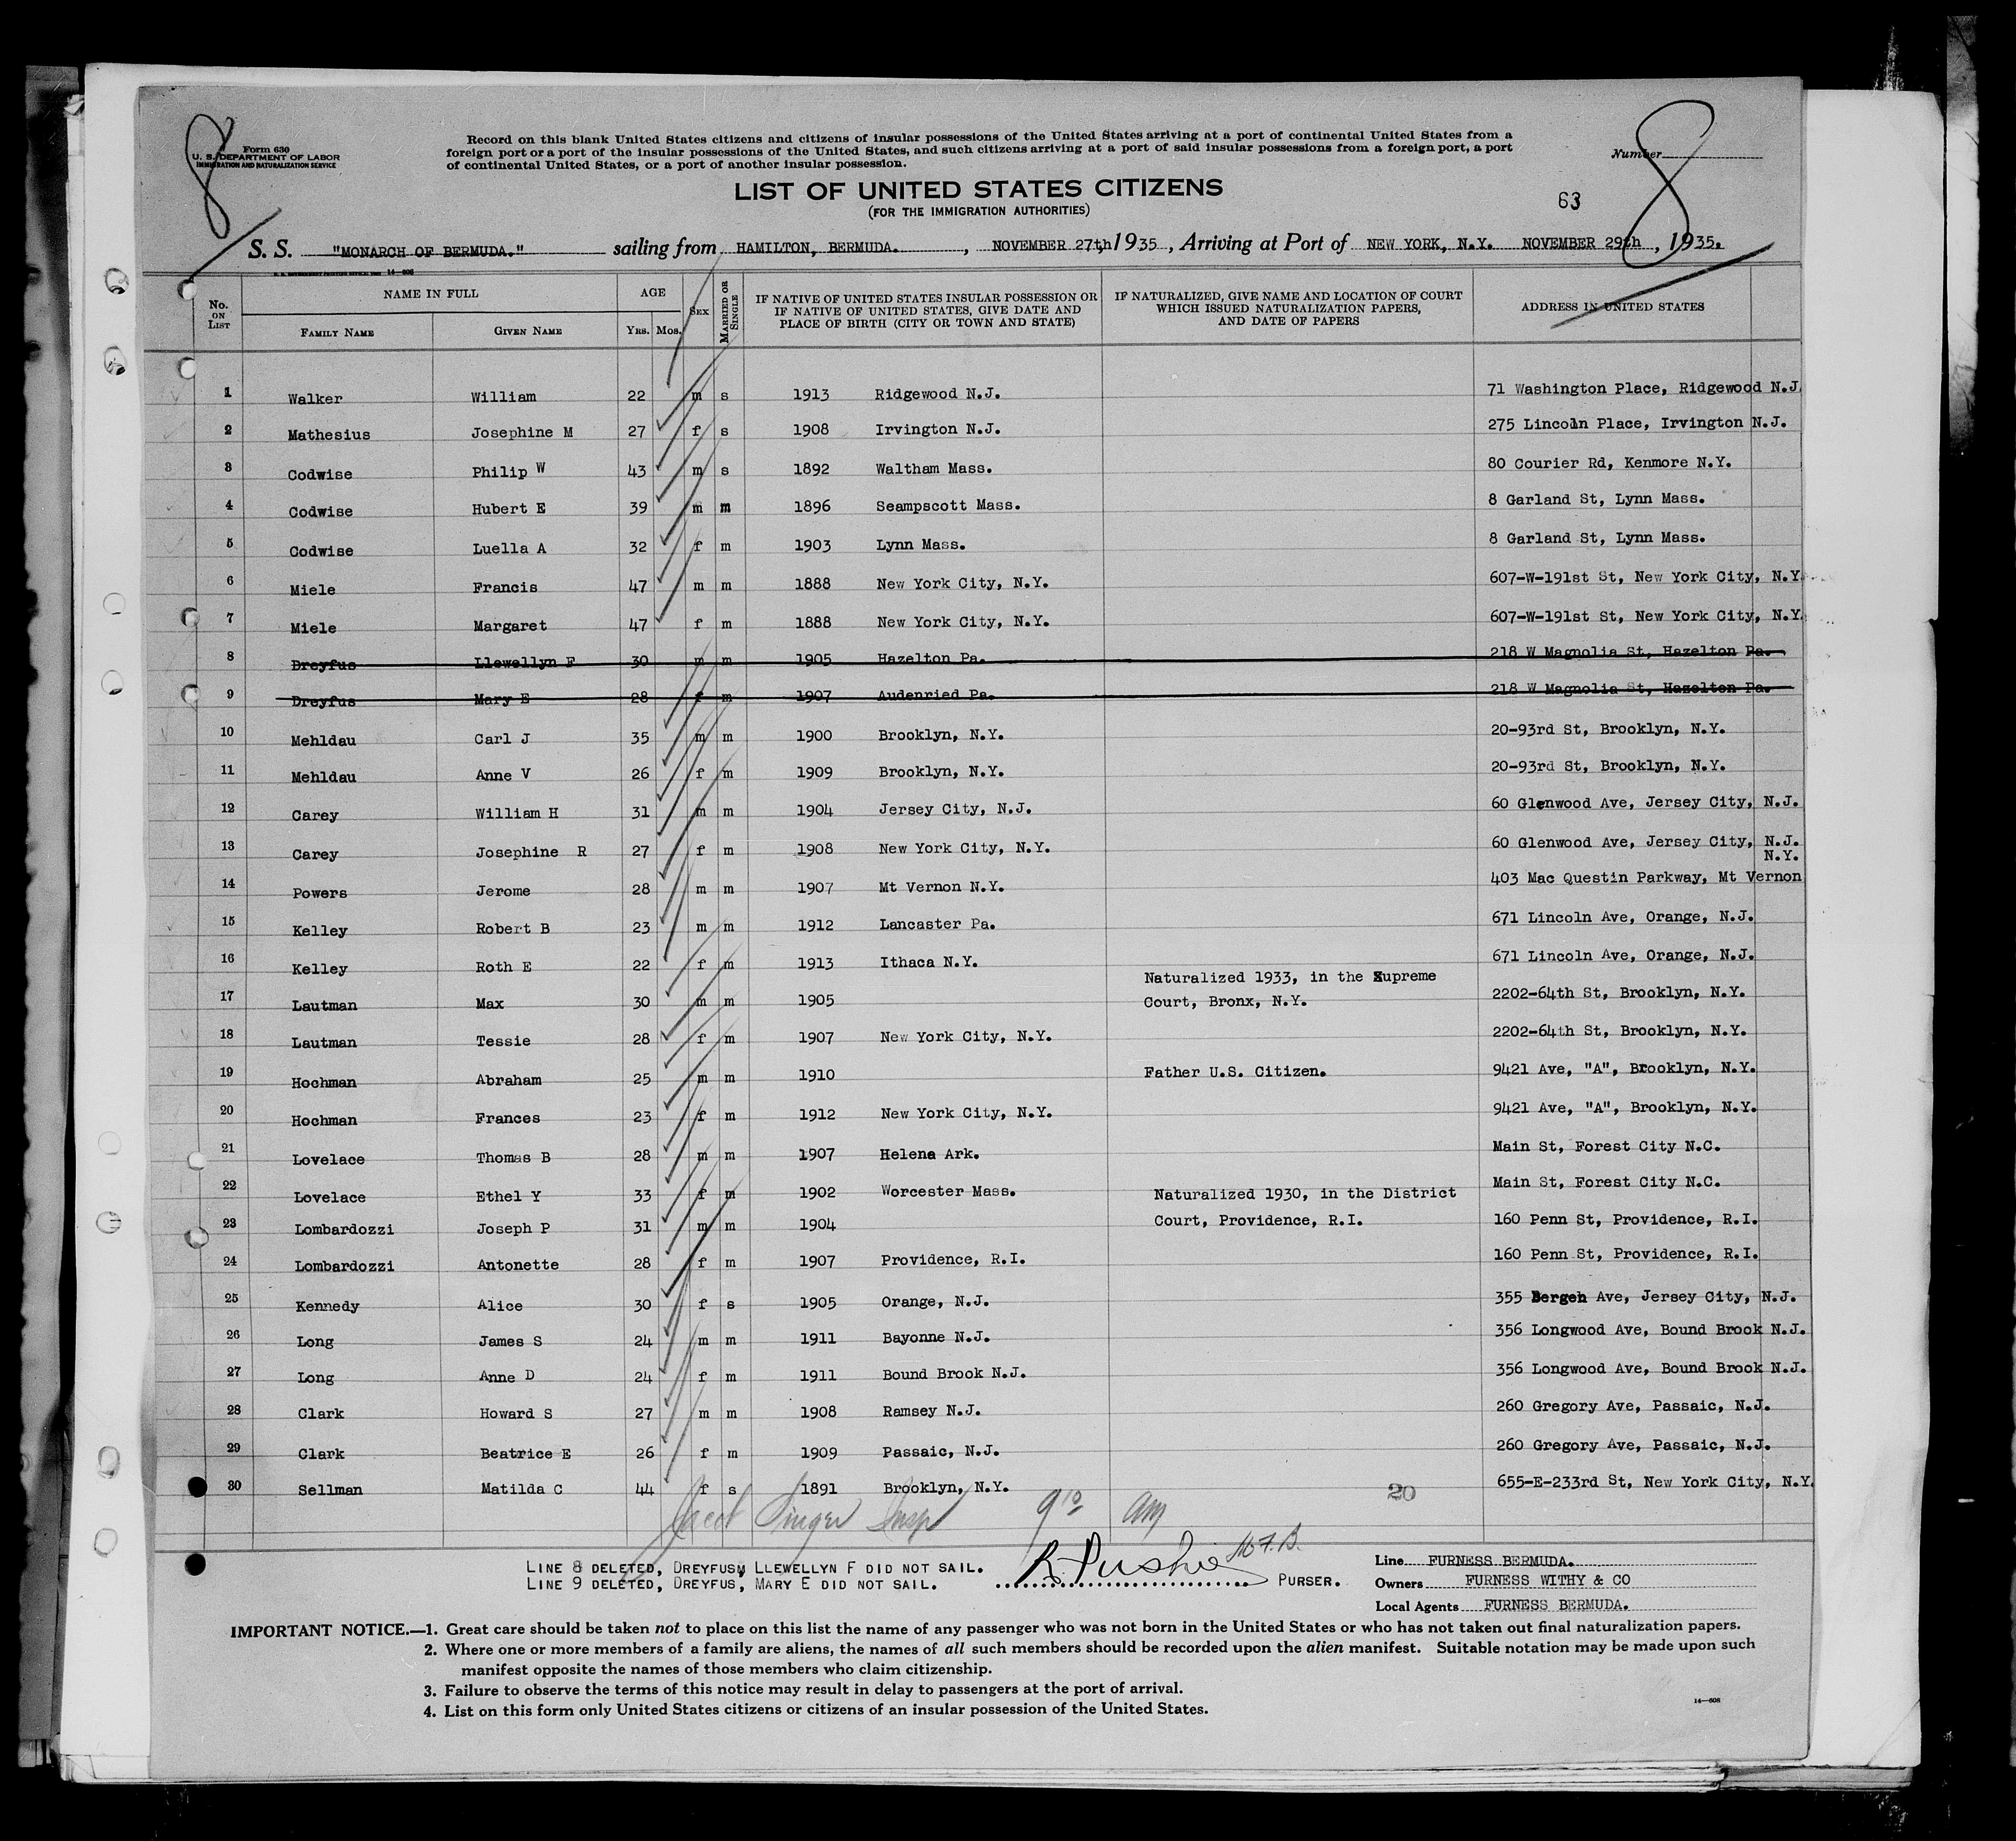 8
Form 630
U. S. DEPARTMENT OF LABOR
IMMIGRATION AND NATURALIZATION SERVICE
Record on this blank United States citizens and citizens of insular possessions of the United States arriving at a port of continental United States from a
foreign port or a port of the insular possessions of the United States, and such citizens arriving at a port of said insular possessions from a foreign port, a port
of continental United States, or a port of another insular possession.
Number
8
LIST OF UNITED STATES CITIZENS
(FOR THE IMMIGRATION AUTHORITIES)
63
S. S. "MONARCH OF BERMUDA." sailing from HAMILTON, BERMUDA. , NOVEMBER 27th, 1935 , Arriving at Port of NEW YORK, N.Y. NOVEMBER 29th , 1935.
14-608
No. ON LIST NAME IN FULL FAMILY NAME GIVEN NAME AGE YRS. MOS. SEX MARRIED OR SINGLE IF NATIVE OF UNITED STATES INSULAR POSSESSION OR IF NATIVE OF UNITED STATES, GIVE DATE AND PLACE OF BIRTH (CITY OR TOWN AND STATE) IF NATURALIZED, GIVE NAME AND LOCATION OF COURT WHICH ISSUED NATURALIZATION PAPERS, AND DATE OF PAPERS ADDRESS IN UNITED STATES
1 Walker William 22 m s 1913 Ridgewood N.J. 71 Washington Place, Ridgewood N.J.
2 Mathesius Josephine M 27 f s 1908 Irvington N.J. 275 Lincoln Place, Irvington N.J.
3 Codwise Philip W 43 m s 1892 Waltham Mass. 80 Courier Rd, Kenmore N.Y.
4 Codwise Hubert E 39 m m 1896 Seampscott Mass. 8 Garland St, Lynn Mass.
5 Codwise Luella A 32 f m 1903 Lynn Mass. 8 Garland St, Lynn Mass.
6 Miele Francis 47 m m 1888 New York City, N.Y. 607-W-191st St, New York City, N.Y.
7 Miele Margaret 47 f m 1888 New York City, N.Y. 607-W-191st St, New York City, N.Y.
8 Dreyfus Llewellyn F 30 m m 1905 Hazelton Pa. 218 W Magnolia St, Hazelton Pa.
9 Dreyfus Mary E 28 f m 1907 Audenried Pa. 218 W Magnolia St, Hazelton Pa.
10 Mehldau Carl J 35 m m 1900 Brooklyn, N.Y. 20-93rd St, Brooklyn, N.Y.
11 Mehldau Anne V 26 f m 1909 Brooklyn, N.Y. 20-93rd St, Brooklyn, N.Y.
12 Carey William H 31 m m 1904 Jersey City, N.J. 60 Glenwood Ave, Jersey City, N.J.
13 Carey Josephine R 27 f m 1908 New York City, N.Y. 60 Glenwood Ave, Jersey City, N.J.
N.Y.
14 Powers Jerome 28 m m 1907 Mt Vernon N.Y. 403 Mac Questin Parkway, Mt Vernon
15 Kelley Robert B 23 m m 1912 Lancaster Pa. 671 Lincoln Ave, Orange, N.J.
16 Kelley Roth E 22 f m 1913 Ithaca N.Y. 671 Lincoln Ave, Orange, N.J.
Naturalized 1933, in the Supreme
17 Lautman Max 30 m m 1905 Court, Bronx, N.Y. 2202-64th St, Brooklyn, N.Y.
18 Lautman Tessie 28 f m 1907 New York City, N.Y. 2202-64th St, Brooklyn, N.Y.
19 Hochman Abraham 25 m m 1910 Father U.S. Citizen. 9421 Ave, "A", Brooklyn, N.Y.
20 Hochman Frances 23 f m 1912 New York City, N.Y. 9421 Ave, "A", Brooklyn, N.Y.
21 Lovelace Thomas B 28 m m 1907 Helena Ark. Main St, Forest City N.C.
22 Lovelace Ethel Y 33 f m 1902 Worcester Mass. Main St, Forest City N.C.
Naturalized 1930, in the District
23 Lombardozzi Joseph P 31 m m 1904 Court, Providence, R.I. 160 Penn St, Providence, R.I.
24 Lombardozzi Antonette 28 f m 1907 Providence, R.I. 160 Penn St, Providence, R.I.
25 Kennedy Alice 30 f s 1905 Orange, N.J. 355 Bergen Ave, Jersey City, N.J.
26 Long James S 24 m m 1911 Bayonne N.J. 356 Longwood Ave, Bound Brook N.J.
27 Long Anne D 24 f m 1911 Bound Brook N.J. 356 Longwood Ave, Bound Brook N.J.
28 Clark Howard S 27 m m 1908 Ramsey N.J. 260 Gregory Ave, Passaic, N.J.
29 Clark Beatrice E 26 f m 1909 Passaic, N.J. 260 Gregory Ave, Passaic, N.J.
30 Sellman Matilda C 44 f s 1891 Brooklyn, N.Y. 655-E-233rd St, New York City, N.Y.
20
Singer Insp 9 10 am
LINE 8 DELETED, DREYFUS, LLEWELLYN F DID NOT SAIL.
LINE 9 DELETED, DREYFUS, MARY E DID NOT SAIL.
PURSER.
Line FURNESS BERMUDA.
Owners FURNESS WITHY & CO
Local Agents FURNESS BERMUDA.
IMPORTANT NOTICE.—1. Great care should be taken not to place on this list the name of any passenger who was not born in the United States or who has not taken out final naturalization papers.
2. Where one or more members of a family are aliens, the names of all such members should be recorded upon the alien manifest. Suitable notation may be made upon such
manifest opposite the names of those members who claim citizenship.
3. Failure to observe the terms of this notice may result in delay to passengers at the port of arrival.
4. List on this form only United States citizens or citizens of an insular possession of the United States.
14—608